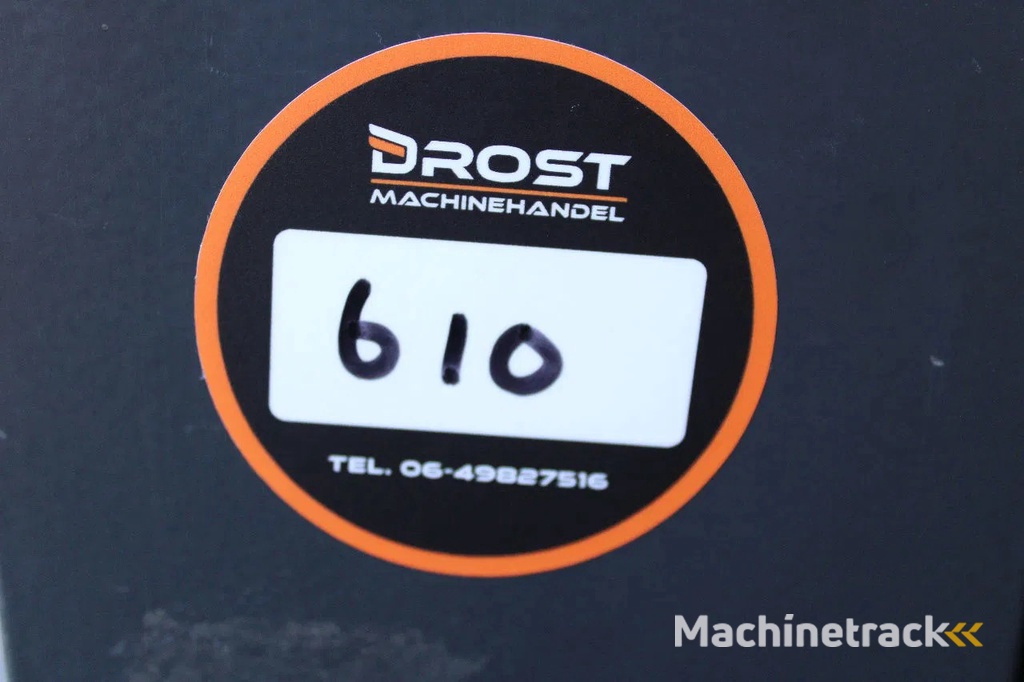 DROST
MACHINEHANDEL
610
TEL. 06-49827516
Machinetrack